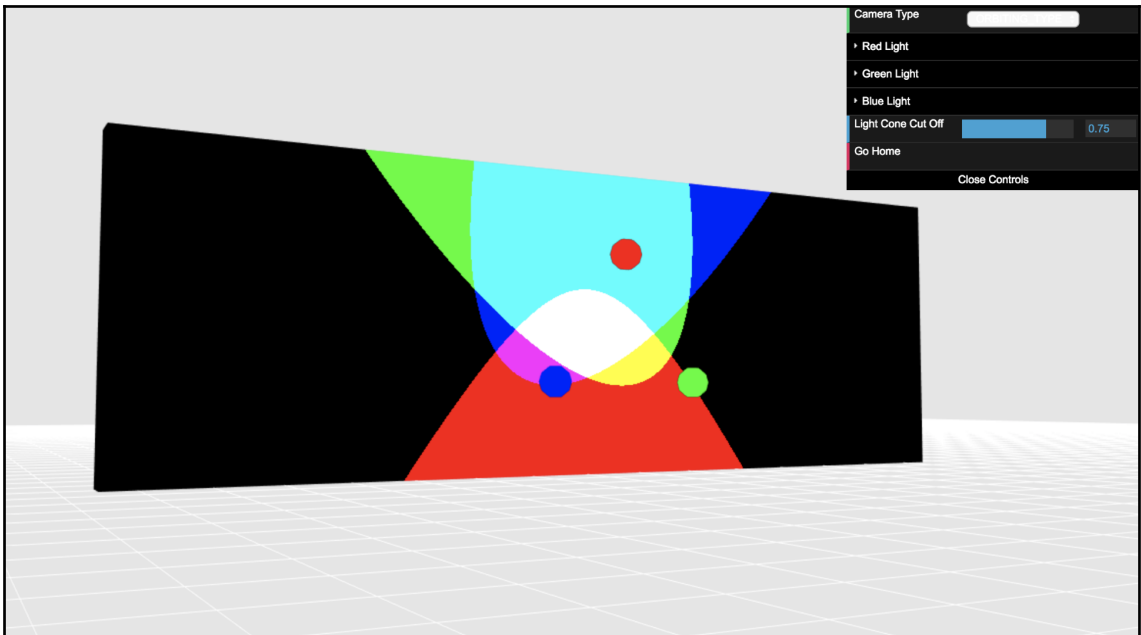 Camera Type
Red Light
Green Light
Blue Light
Light Cone Cut Off
0.75
Go Home
Close Controls